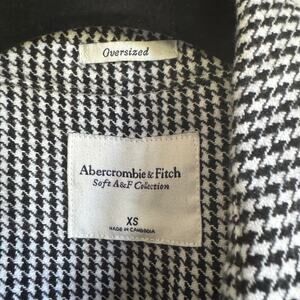 Oversized
Abercrombie & Fitch
Soft A&F Collection
XS
MADE IN CAMBODIA